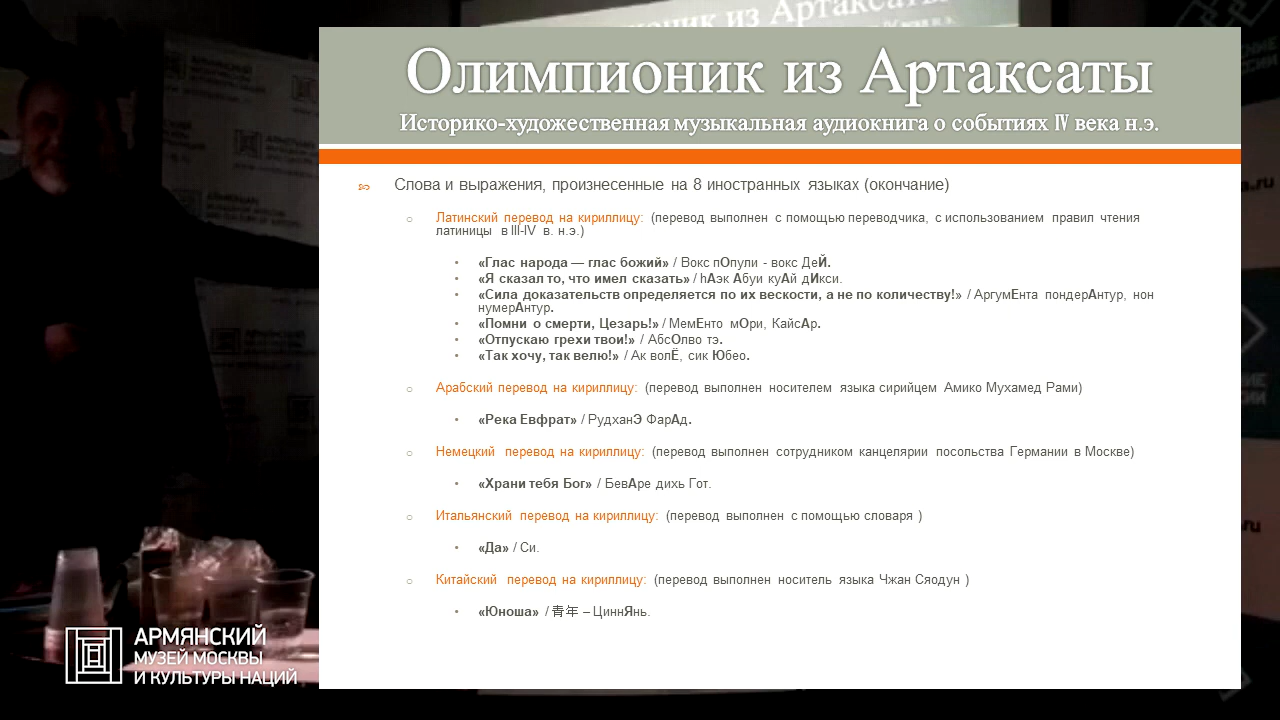 Олимпионик из Артаксаты
Историко-художественная музыкальная аудиокнига о событиях IV века н.э.
Слова и выражения, произнесенные на 8 иностранных языках (окончание)
Латинский перевод на кириллицу: (перевод выполнен с помощью переводчика, с использованием правил чтения
латиницы в III-IV в. н.э.)
«Глас народа — глас божий» / Вокс пОпули - вокс ДеЙ.
«Я сказал то, что имел сказать» / hАэк Абуи куАй дИкси.
«Сила доказательств определяется по их вескости, а не по количеству!» / АргумЕнта пондерАнтур, нон
нумерАнтур.
«Помни о смерти, Цезарь!» / МемЕнто мОри, КайсАр.
«Отпускаю грехи твои!» / АбсОлво тэ.
«Так хочу, так велю!» / Ак волЁ, сик Юбео.
Арабский перевод на кириллицу: (перевод выполнен носителем языка сирийцем Амико Мухамед Рами)
«Река Евфрат» / РудханЭ ФарАд.
Немецкий перевод на кириллицу: (перевод выполнен сотрудником канцелярии посольства Германии в Москве)
«Храни тебя Бог» / БевАре дихь Гот.
Итальянский перевод на кириллицу: (перевод выполнен с помощью словаря )
«Да» / Си.
Китайский перевод на кириллицу: (перевод выполнен носитель языка Чжан Сяодун )
«Юноша» / 青年 – ЦиннЯнь.
АРМЯНСКИЙ
МУЗЕЙ МОСКВЫ
И КУЛЬТУРЫ НАЦИЙ